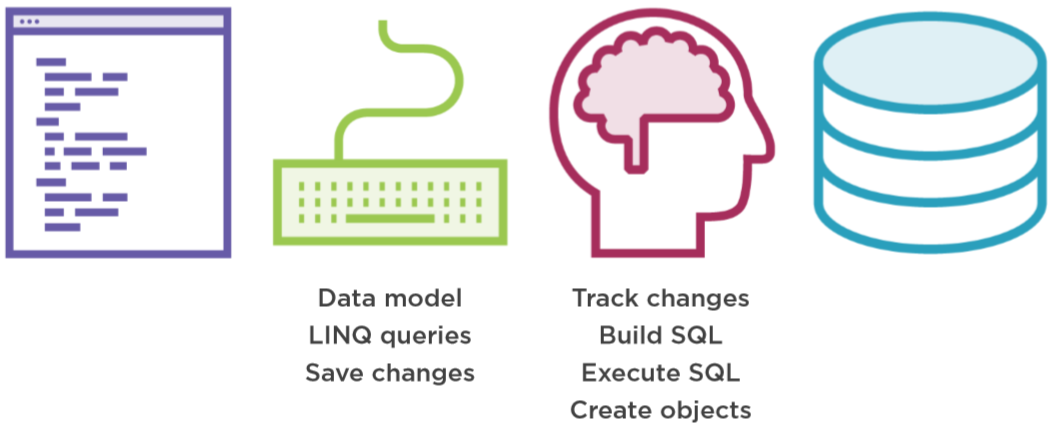 Data model
LINQ queries
Save changes
Track changes
Build SQL
Execute SQL
Create objects